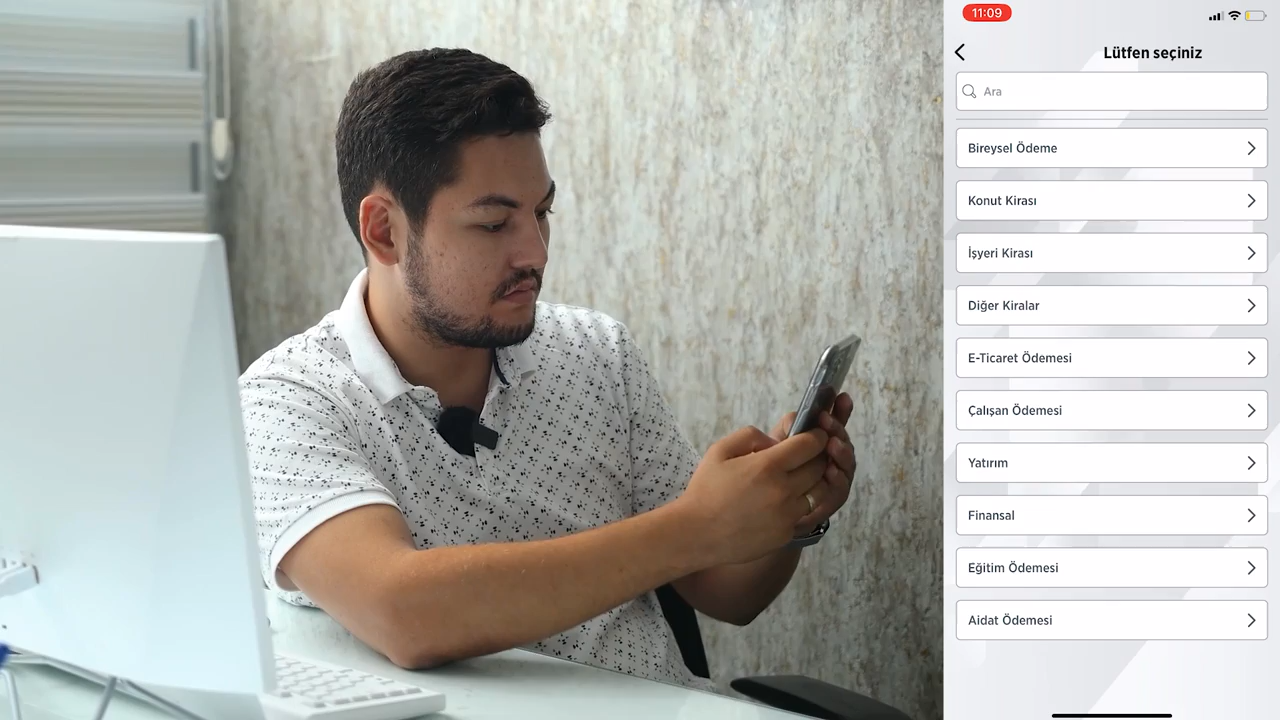 11:09
Lütfen seçiniz
Ara
Bireysel Ödeme
Konut Kirası
İşyeri Kirası
Diğer Kiralar
E-Ticaret Ödemesi
Çalışan Ödemesi
Yatırım
Finansal
Eğitim Ödemesi
Aidat Ödemesi